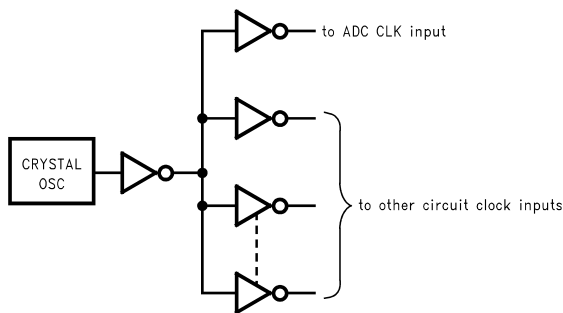 to ADC CLK input
CRYSTAL
OSC
to other circuit clock inputs